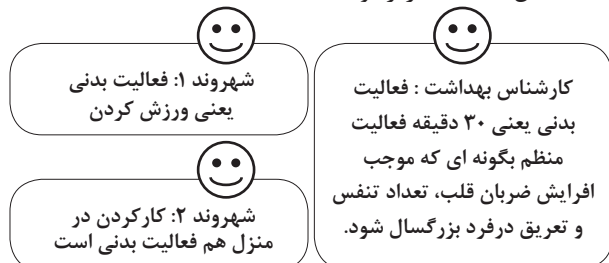 کارشناس بهداشت : فعالیت
بدنی یعنی ۳۰ دقیقه فعالیت
منظم بگونه ای که موجب
افرایش ضربان قلب، تعداد تنفس
و تعریق درفرد بزرگسال شود.
شهروند ۱: فعالیت بدنی
یعنی ورزش کردن
شهروند ۲: کارکردن در
منزل هم فعالیت بدنی است